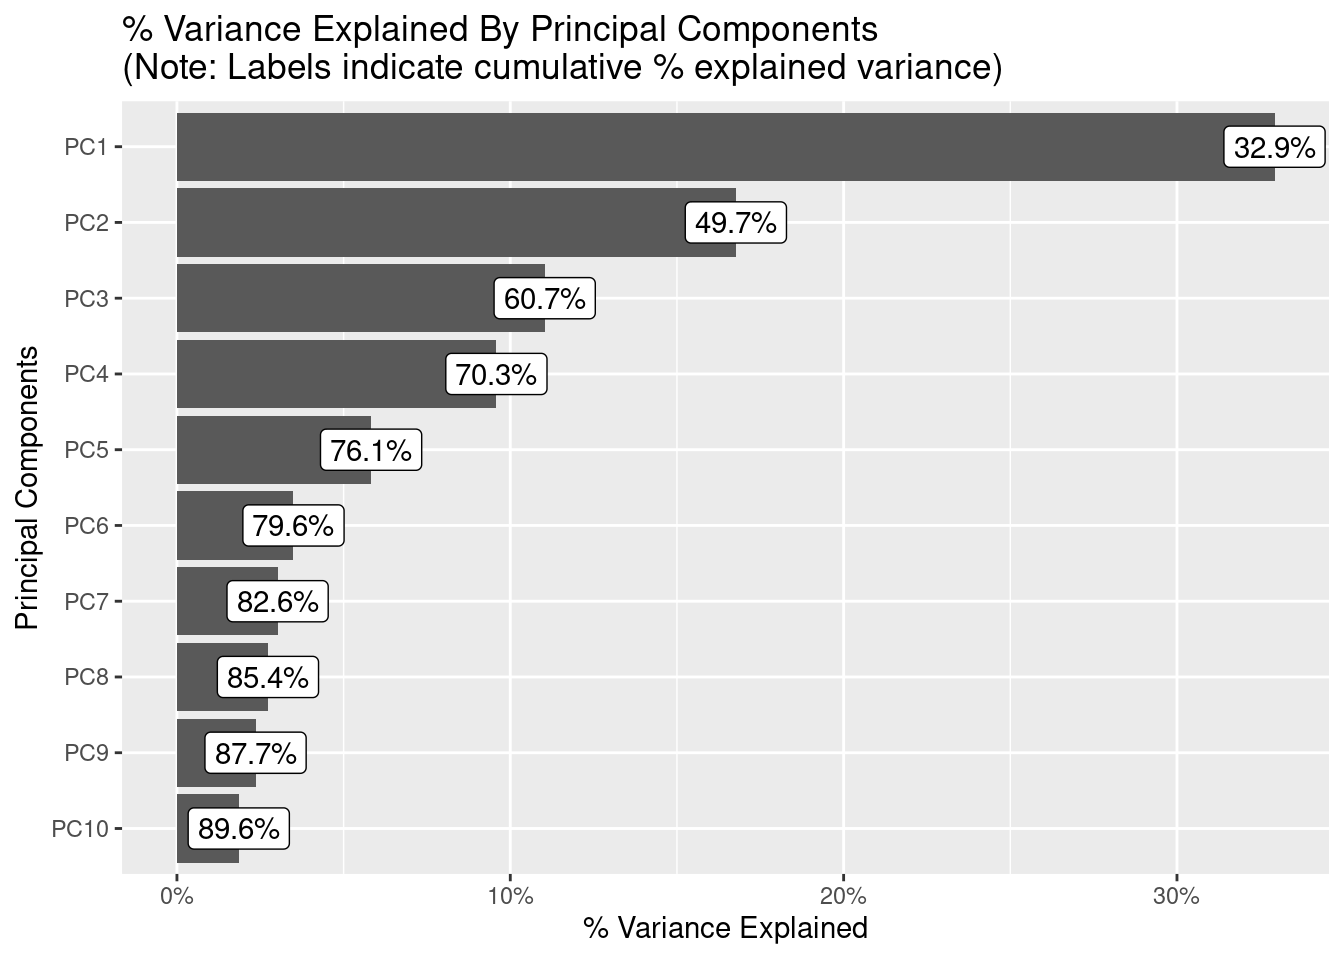 % Variance Explained By Principal Components
(Note: Labels indicate cumulative % explained variance)
Principal Components
PC1
32.9%
PC2
49.7%
PC3
60.7%
PC4
70.3%
PC5
76.1%
PC6
79.6%
PC7
82.6%
PC8
85.4%
PC9
87.7%
PC10
89.6%
0%
10%
20%
30%
% Variance Explained